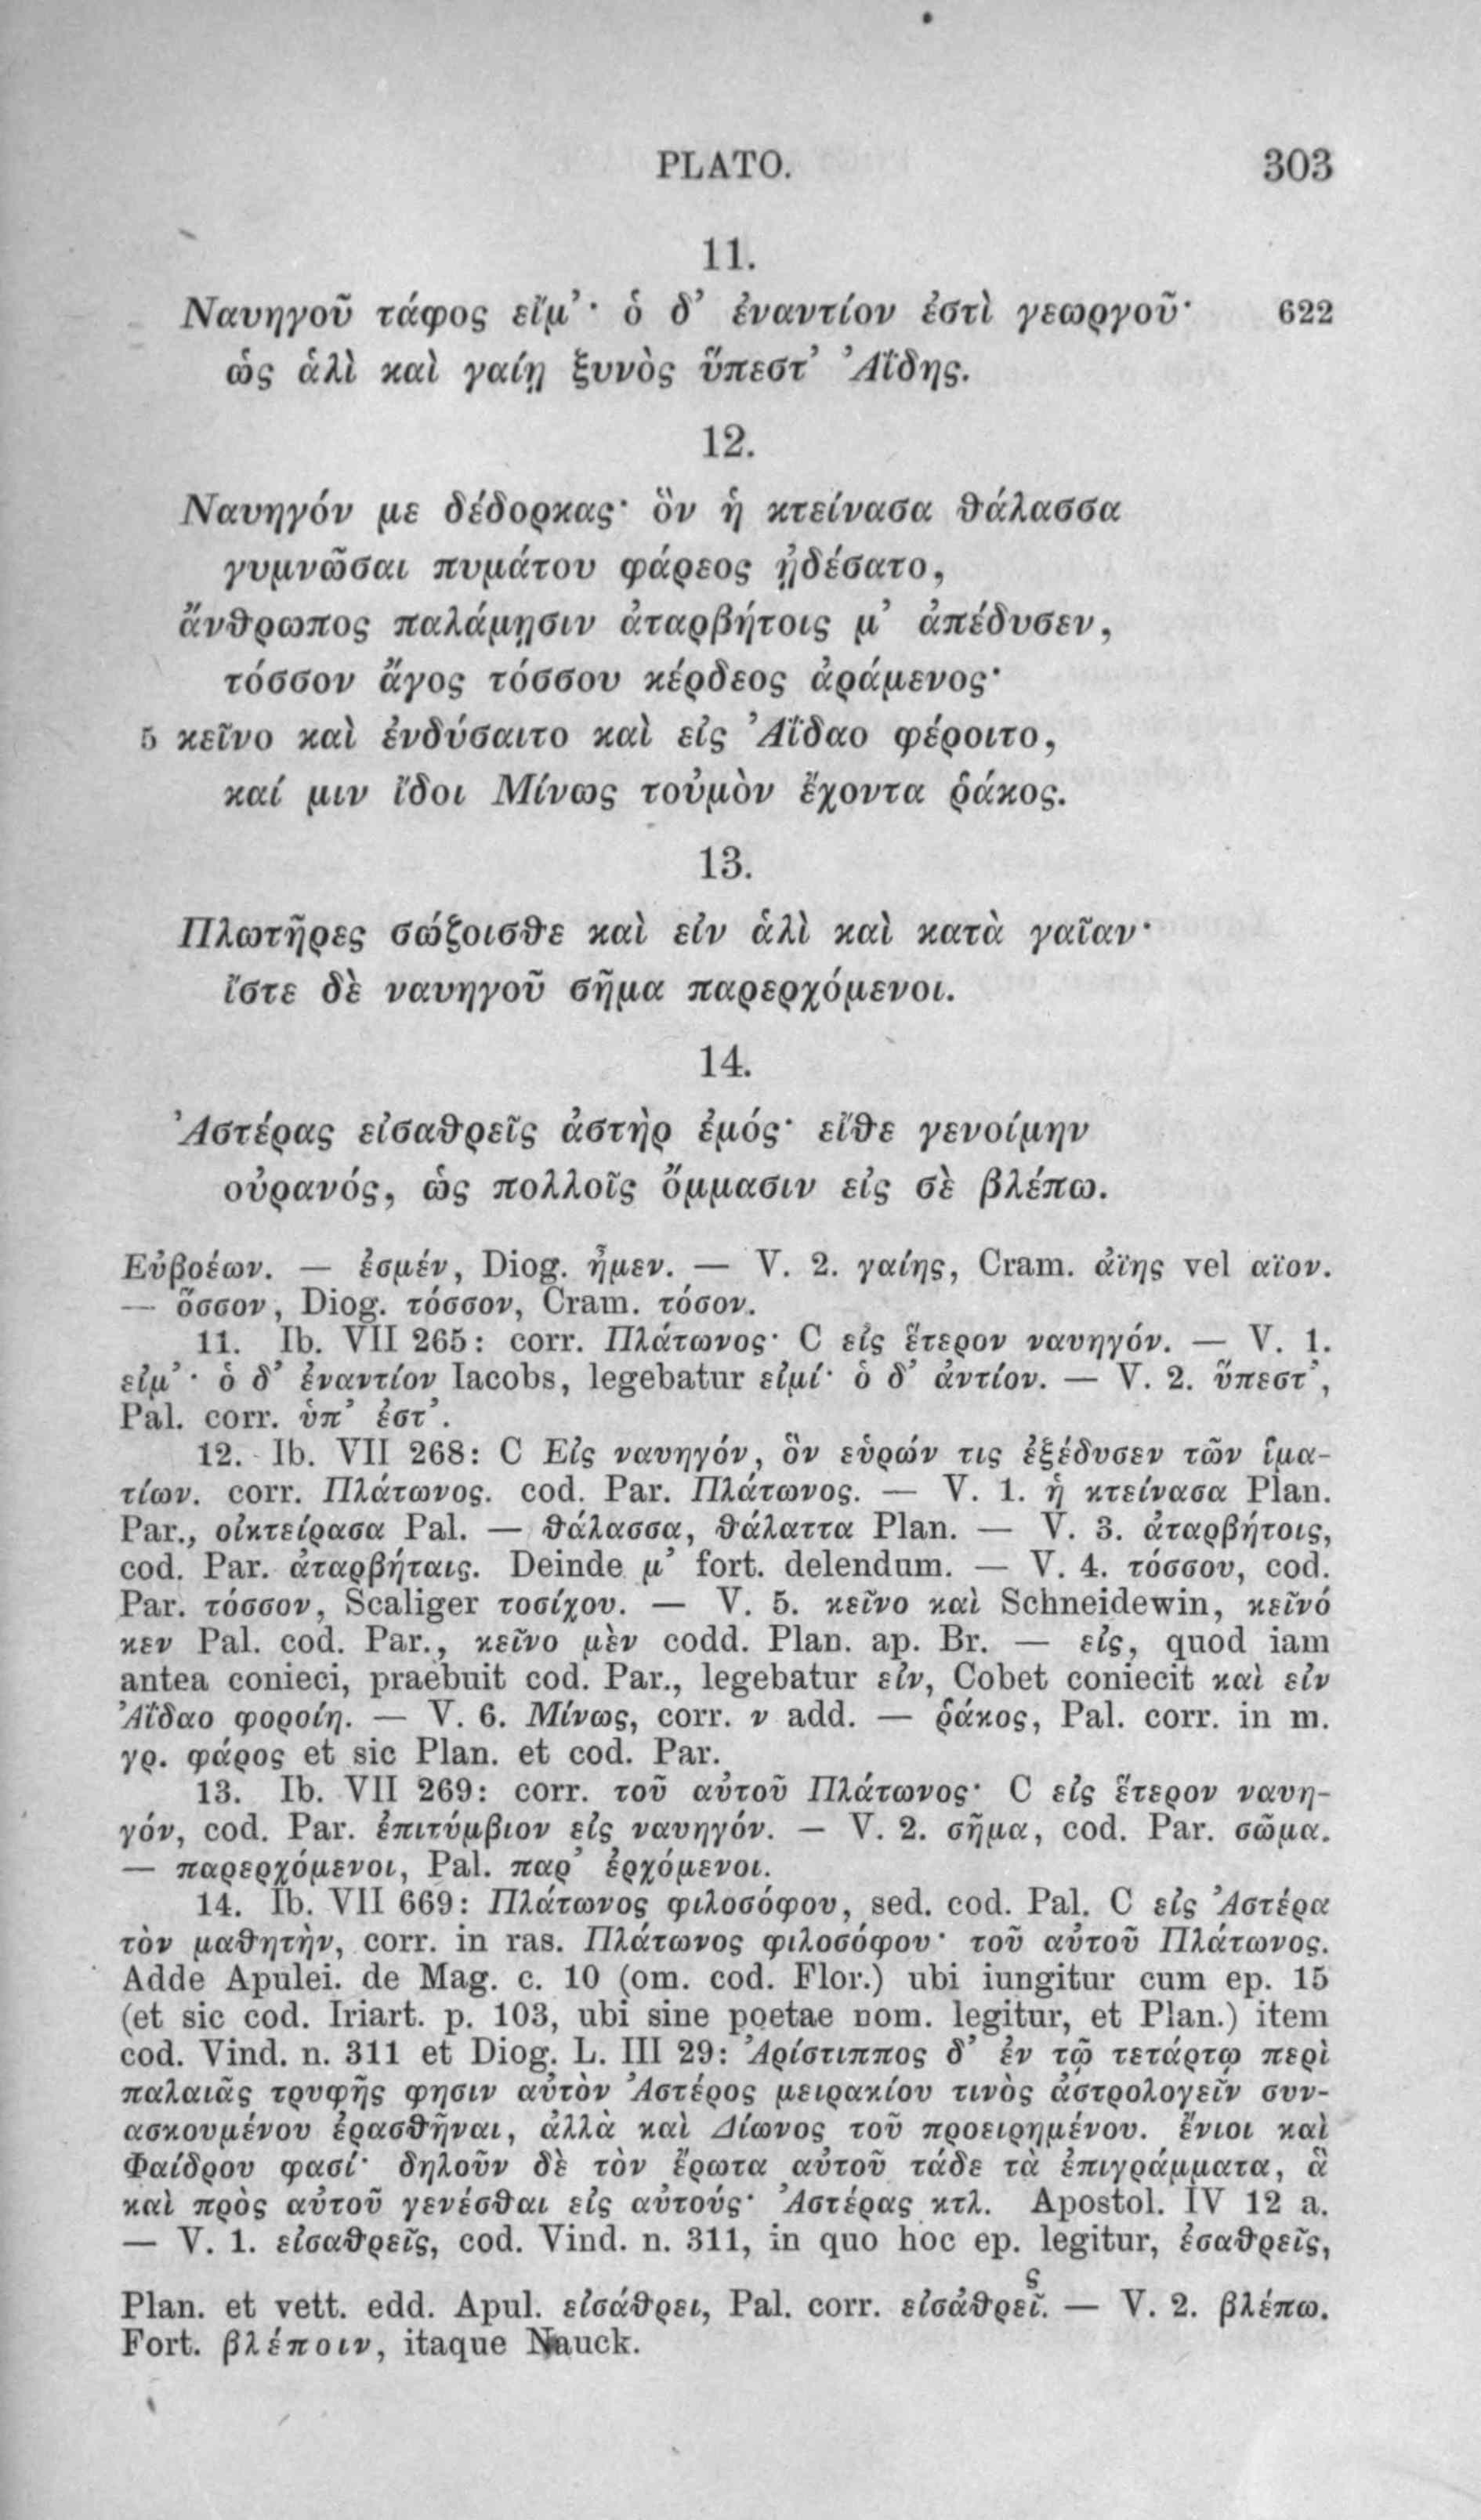 PLATO. 303
11.
Ναυηγοῦ τάφος εἴμ’· ὁ δ’ ἐναντίον ἐστὶ γεωργοῦ· 622
ὡς ἁλὶ καὶ γαίῃ ξυνὸς ὕπεστ’ Ἀΐδης.
12.
Ναυηγόν με δέδορκας· ὃν ἡ κτείνασα θάλασσα
γυμνῶσαι πυμάτου φάρεος ᾐδέσατο,
ἄνθρωπος παλάμῃσιν ἀταρβήτοις μ’ ἀπέδυσεν,
τόσσον ἄγος τόσσου κέρδεος ἀράμενος·
5 κεῖνο καὶ ἐνδύσαιτο καὶ εἰς Ἀΐδαο φέροιτο,
καί μιν ἴδοι Μίνως τοὐμὸν ἔχοντα ῥάκος.
13.
Πλωτῆρες σώζοισθε καὶ εἰν ἁλὶ καὶ κατὰ γαῖαν·
ἴστε δὲ ναυηγοῦ σῆμα παρερχόμενοι.
14.
Ἀστέρας εἰσαθρεῖς ἀστὴρ ἐμός· εἴθε γενοίμην
οὐρανός, ὡς πολλοῖς ὄμμασιν εἰς σὲ βλέπω.
Εὐβοέων. — ἐσμέν, Diog. ἦμεν. — V. 2. γαίης, Cram. ἀϊης vel αϊον.
— ὅσσον, Diog. τόσσον, Cram. τόσον.
11. Ib. VII 265: corr. Πλάτωνος· C εἰς ἕτερον ναυηγόν. — V. 1.
εἰμ’· ὁ δ’ ἐναντίον Iacobs, legebatur εἰμί· ὁ δ’ ἀντίον. — V. 2. ὕπεστ’,
Pal. corr. ὑπ’ ἐστ’.
12. Ib. VII 268: C Εἰς ναυηγόν, ὃν εὑρών τις ἐξέδυσεν τῶν ἱμα-
τίων. corr. Πλάτωνος. cod. Par. Πλάτωνος. — V. 1. ἡ κτείνασα Plan.
Par., οἰκτείρασα Pal. — θάλασσα, θάλαττα Plan. — V. 3. ἀταρβήτοις,
cod. Par. ἀταρβήταις. Deinde μ’ fort. delendum. — V. 4. τόσσου, cod.
Par. τόσσον, Scaliger τοσίχου. — V. 5. κεῖνο καὶ Schneidewin, κεῖνό
κεν Pal. cod. Par., κεῖνο μὲν codd. Plan. ap. Br. — εἰς, quod iam
antea conieci, praebuit cod. Par., legebatur εἰν, Cobet coniecit καὶ εἰν
Ἀΐδαο φοροίη. — V. 6. Μίνως, corr. ν add. — ῥάκος, Pal. corr. in m.
γρ. φάρος et sic Plan. et cod. Par.
13. Ib. VII 269: corr. τοῦ αὐτοῦ Πλάτωνος· C εἰς ἕτερον ναυη-
γόν, cod. Par. ἐπιτύμβιον εἰς ναυηγόν. — V. 2. σῆμα, cod. Par. σῶμα.
— παρερχόμενοι, Pal. παρ’ ἐρχόμενοι.
14. Ib. VII 669: Πλάτωνος φιλοσόφου, sed. cod. Pal. C εἰς Ἀστέρα
τὸν μαθητὴν, corr. in ras. Πλάτωνος φιλοσόφου· τοῦ αὐτοῦ Πλάτωνος.
Adde Apulei. de Mag. c. 10 (om. cod. Flor.) ubi iungitur cum ep. 15
(et sic cod. Iriart. p. 103, ubi sine poetae nom. legitur, et Plan.) item
cod. Vind. n. 311 et Diog. L. III 29: Ἀρίστιππος δ’ ἐν τῷ τετάρτῳ περὶ
παλαιᾶς τρυφῆς φησιν αὐτὸν Ἀστέρος μειρακίου τινὸς ἀστρολογεῖν συν-
ασκουμένου ἐρασθῆναι, ἀλλὰ καὶ Δίωνος τοῦ προειρημένου. ἔνιοι καὶ
Φαίδρου φασί· δηλοῦν δὲ τὸν ἔρωτα αὐτοῦ τάδε τὰ ἐπιγράμματα, ἃ
καὶ πρὸς αὐτοῦ γενέσθαι εἰς αὐτούς· Ἀστέρας κτλ. Apostol. IV 12 a.
— V. 1. εἰσαθρεῖς, cod. Vind. n. 311, in quo hoc ep. legitur, ἐσαθρεῖς,
Plan. et vett. edd. Apul. εἰσάθρει, Pal. corr. εἰσάθρεῖς. — V. 2. βλέπω.
Fort. βλέποιν, itaque Nauck.